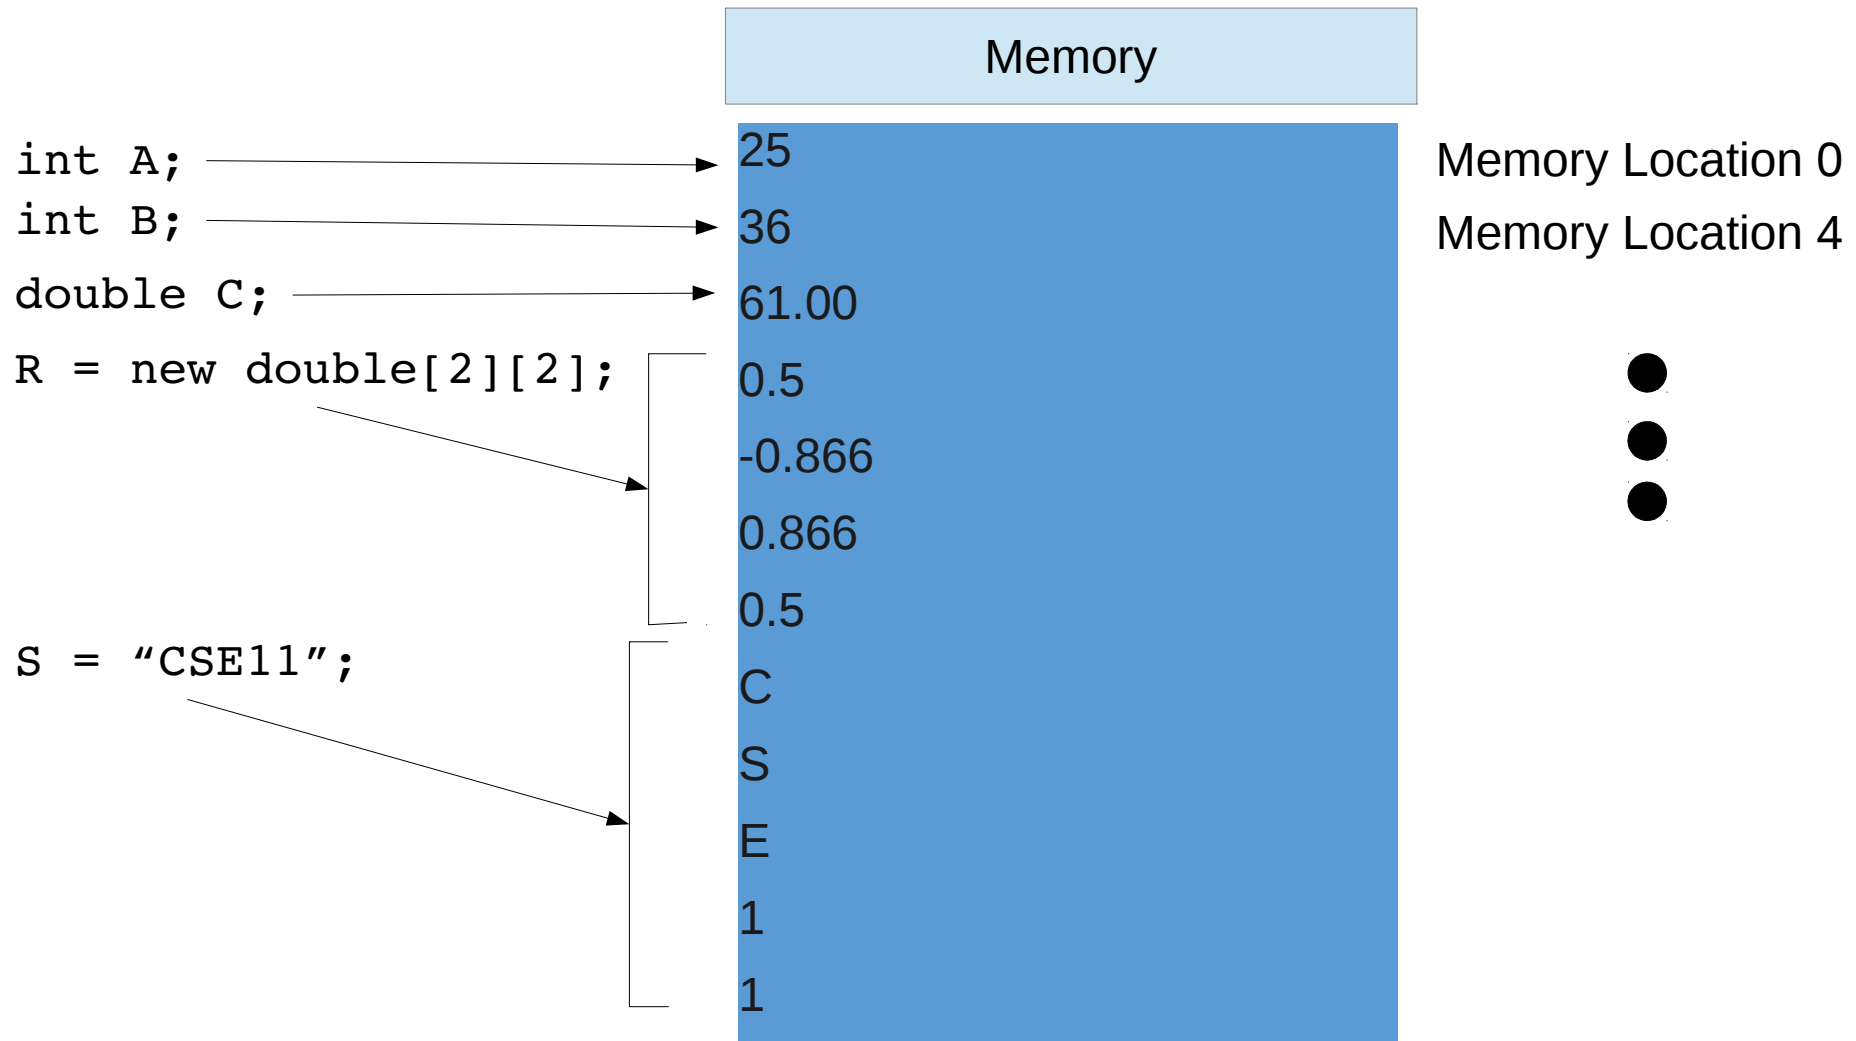 Memory
int A;
25
Memory Location 0
int B;
36
Memory Location 4
double C;
61.00
R = new double[2][2];
0.5
-0.866
0.866
0.5
S = “CSE11”;
C
S
E
1
1